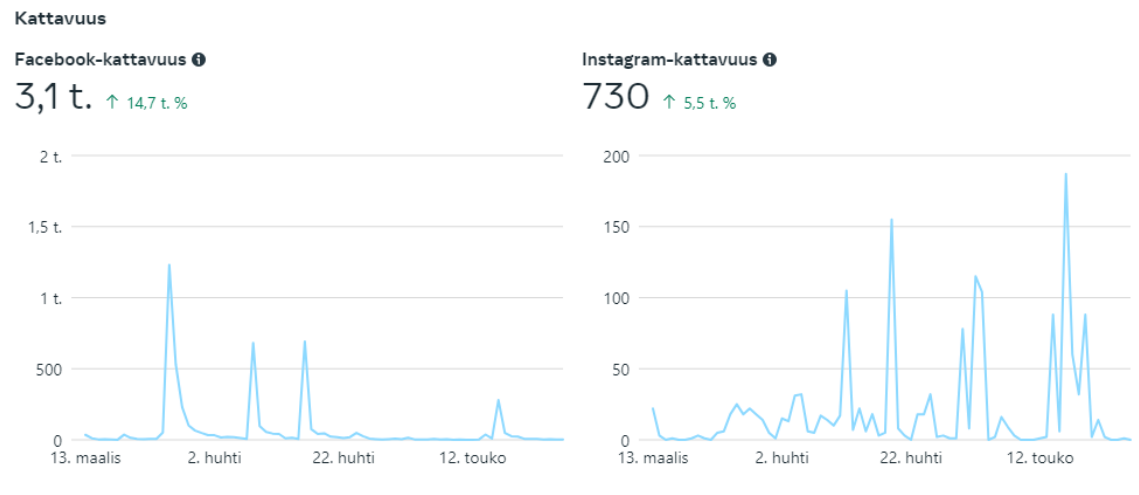 Kattavuus
Facebook-kattavuus
3,1 t. ↑ 14,7 t. %
2 t.
1,5 t.
1 t.
500
0
13. maalis 2. huhti 22. huhti 12. touko
Instagram-kattavuus
730 ↑ 5,5 t. %
200
150
100
50
0
13. maalis 2. huhti 22. huhti 12. touko